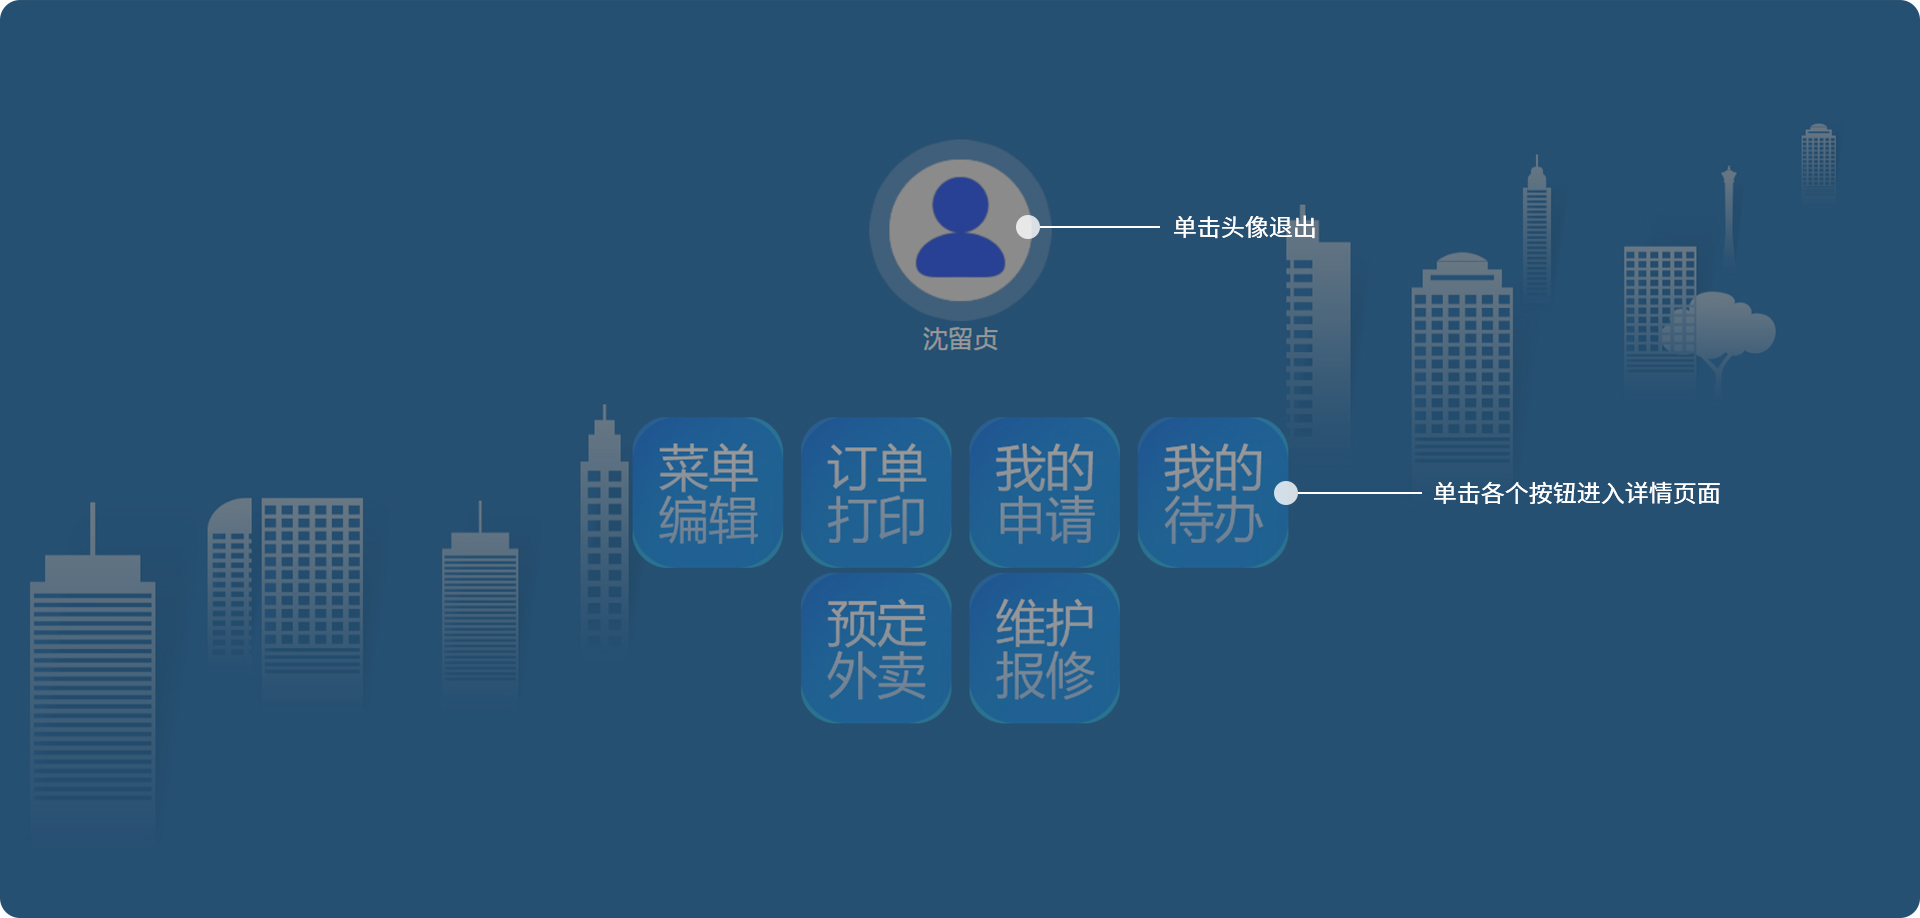 单击头像退出
沈留贞
菜单
编辑
订单
打印
我的
申请
我的
待办
单击各个按钮进入详情页面
预定
外卖
维护
报修